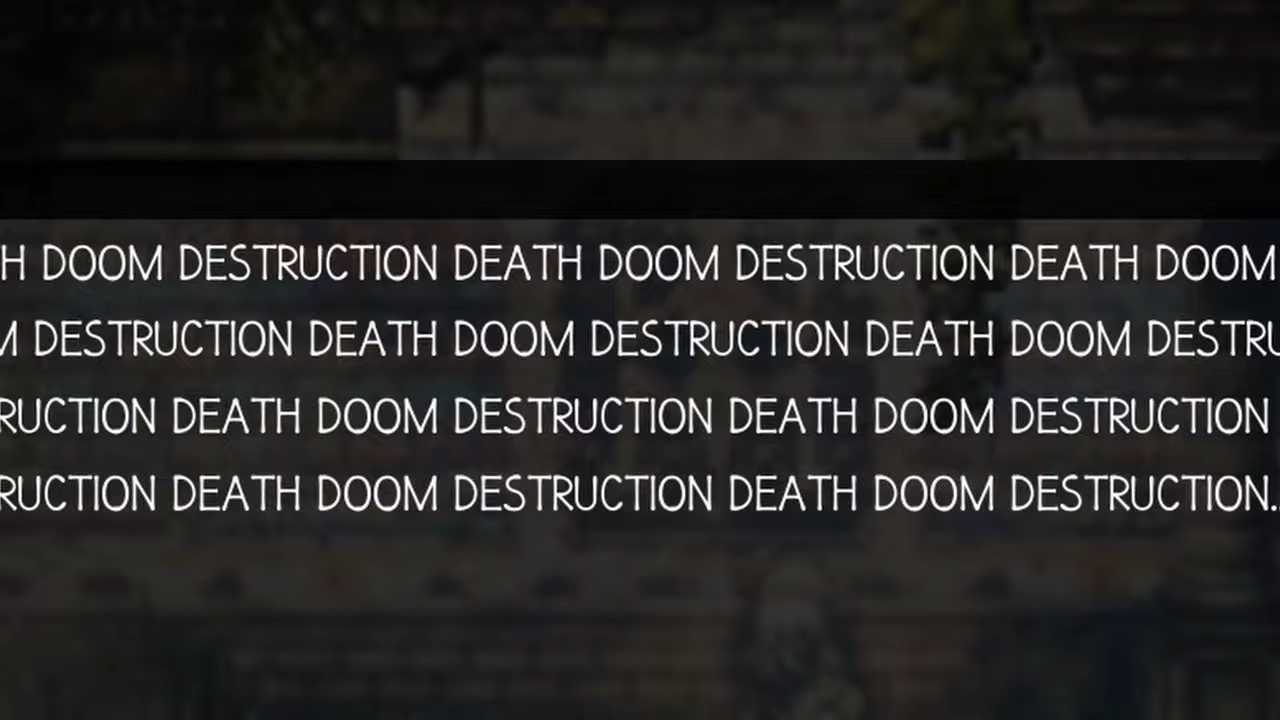 H DOOM DESTRUCTION DEATH DOOM DESTRUCTION DEATH DOOM
M DESTRUCTION DEATH DOOM DESTRUCTION DEATH DOOM DESTRU
RUCTION DEATH DOOM DESTRUCTION DEATH DOOM DESTRUCTION
RUCTION DEATH DOOM DESTRUCTION DEATH DOOM DESTRUCTION..